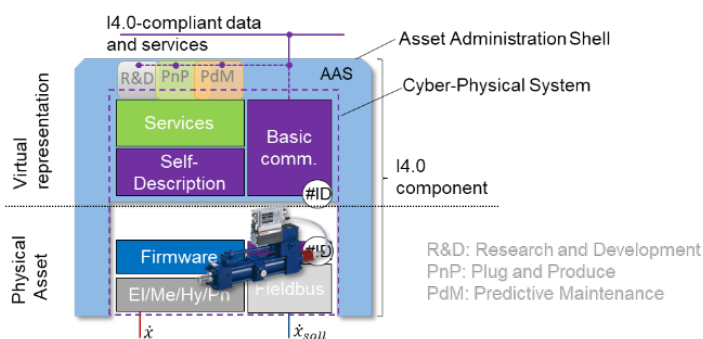 I4.0-compliant data
and services
Asset Administration Shell
R&D PnP PdM
AAS
Cyber-Physical System
Virtual
representation
Services
Basic
comm.
Self-
Description
#ID
I4.0
component
Physical
Asset
Firmware
#ID
El/Me/Hy/Pn
Fieldbus
R&D: Research and Development
PnP: Plug and Produce
PdM: Predictive Maintenance
ẋ
ẋsoll